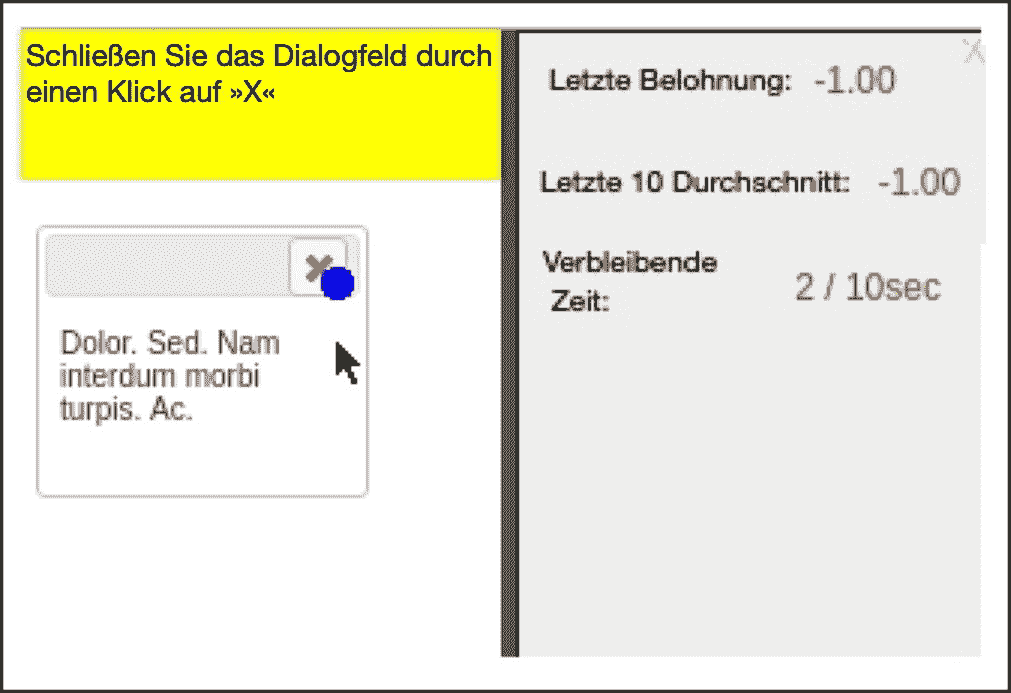 Schließen Sie das Dialogfeld durch
einen Klick auf »X«
Dolor. Sed. Nam
interdum morbi
turpis. Ac.
X
Letzte Belohnung: -1.00
Letzte 10 Durchschnitt: -1.00
Verbleibende
Zeit: 2 / 10sec